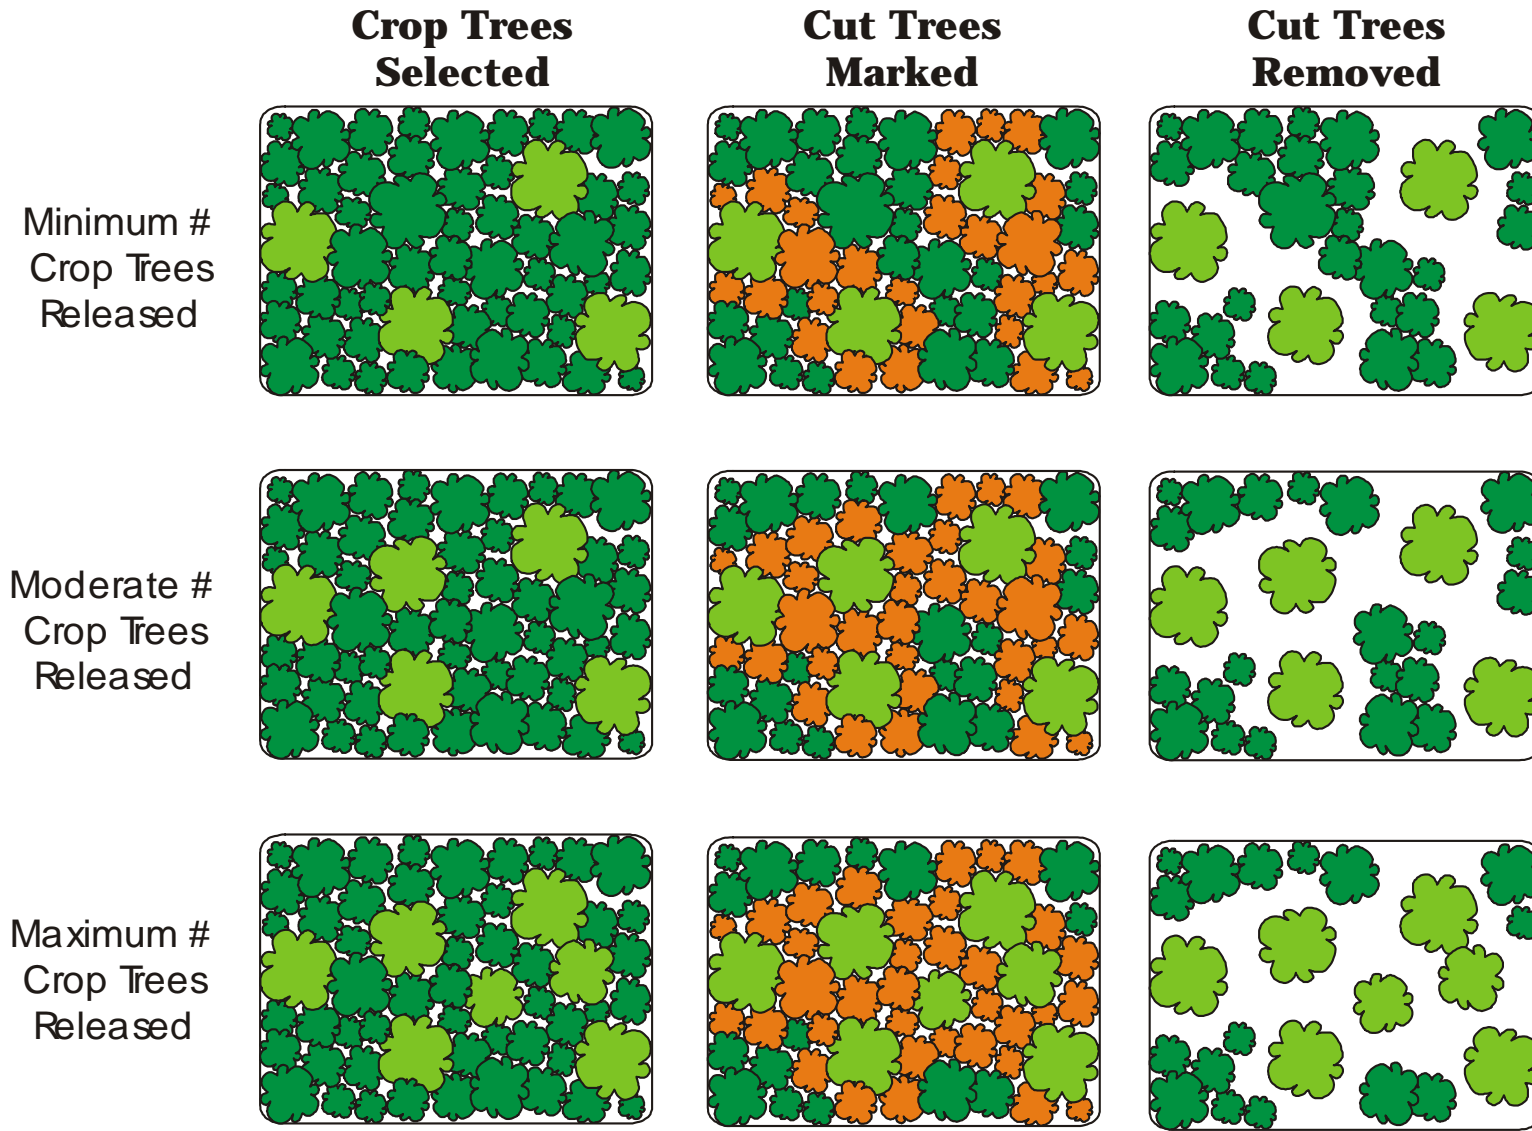 Crop Trees
Selected
Cut Trees
Marked
Cut Trees
Removed
Minimum #
Crop Trees
Released
Moderate #
Crop Trees
Released
Maximum #
Crop Trees
Released